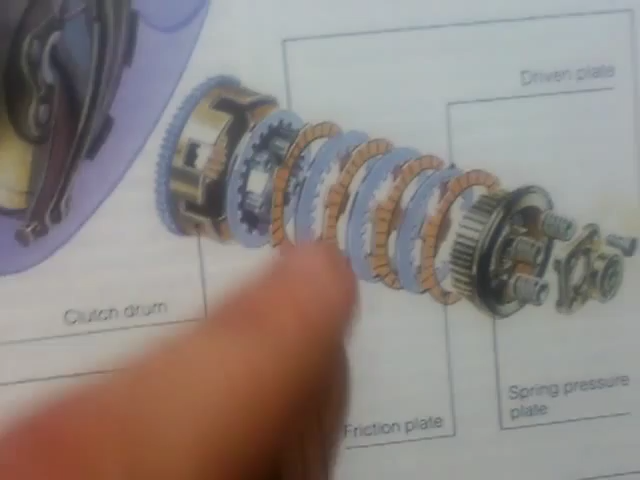 Driven plate
Clutch drum
Spring pressure
plate
Friction plate